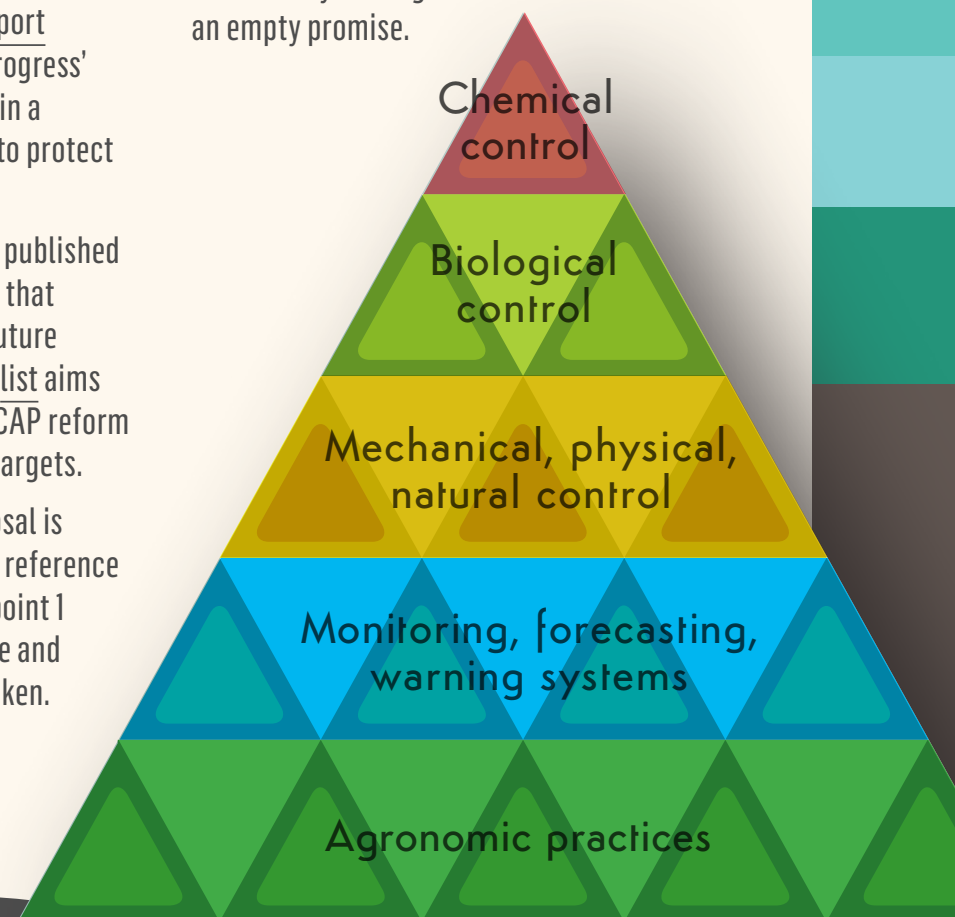 port
rogress'
in a
to protect
published
that
uture
list aims
CAP reform
argets.
osal is
reference
point 1
e and
ken.
an empty promise.
Chemical
control
Biological
control
Mechanical, physical,
natural control
Monitoring, forecasting,
warning systems
Agronomic practices